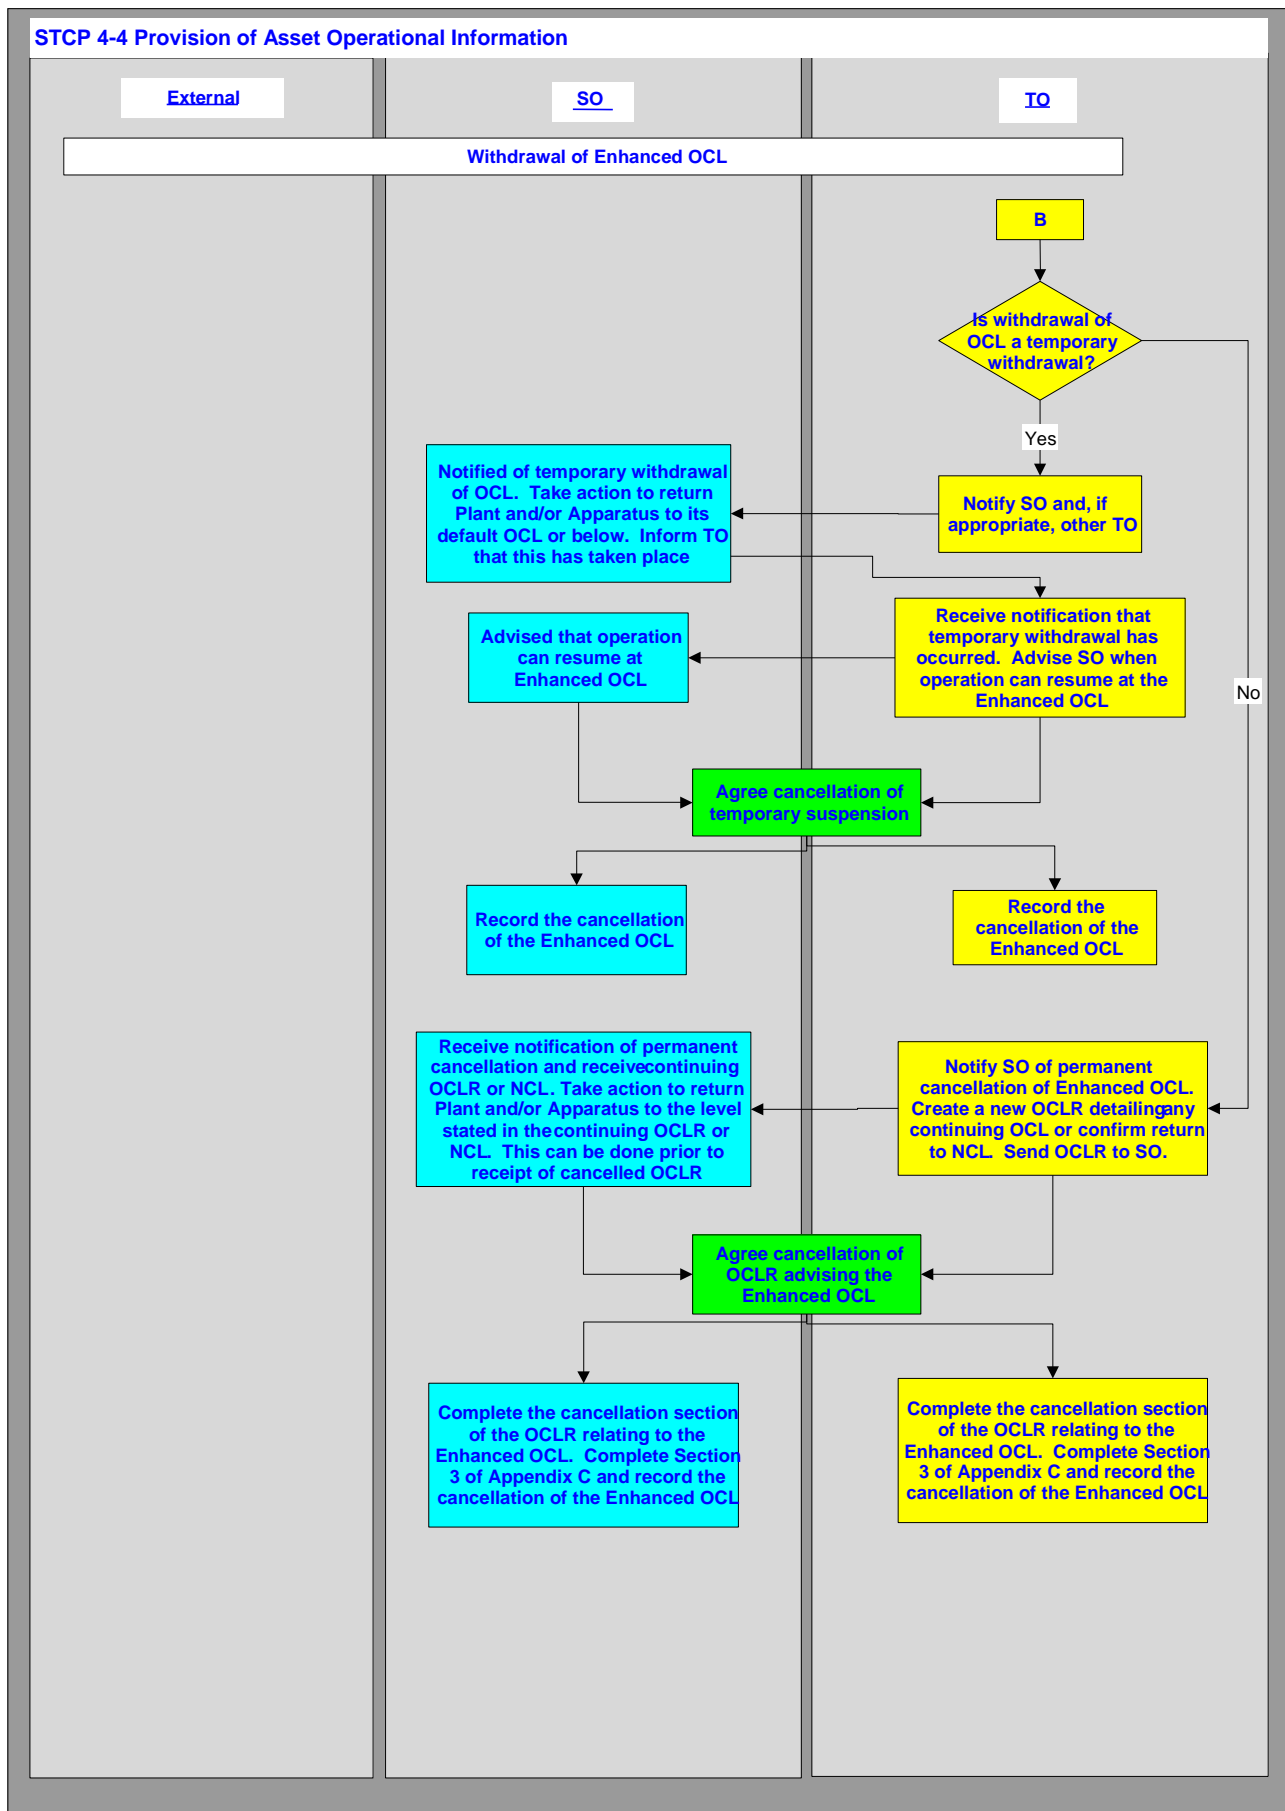 STCP 4-4 Provision of Asset Operational Information
External
SO
TO
Withdrawal of Enhanced OCL
B
Is withdrawal of
OCL a temporary
withdrawal?
Yes
Notify SO and, if
appropriate, other TO
Notified of temporary withdrawal
of OCL. Take action to return
Plant and/or Apparatus to its
default OCL or below. Inform TO
that this has taken place
Receive notification that
temporary withdrawal has
occurred. Advise SO when
operation can resume at the
Enhanced OCL
Advised that operation
can resume at
Enhanced OCL
No
Agree cancellation of
temporary suspension
Record the cancellation
of the Enhanced OCL
Record the
cancellation of the
Enhanced OCL
Receive notification of permanent
cancellation and receivecontinuing
OCLR or NCL. Take action to return
Plant and/or Apparatus to the level
stated in the continuing OCLR or
NCL. This can be done prior to
receipt of cancelled OCLR
Notify SO of permanent
cancellation of Enhanced OCL.
Create a new OCLR detailingany
continuing OCL or confirm return
to NCL. Send OCLR to SO.
Agree cancellation of
OCLR advising the
Enhanced OCL
Complete the cancellation section
of the OCLR relating to the
Enhanced OCL. Complete Section
3 of Appendix C and record the
cancellation of the Enhanced OCL
Complete the cancellation section
of the OCLR relating to the
Enhanced OCL. Complete Section
3 of Appendix C and record the
cancellation of the Enhanced OCL